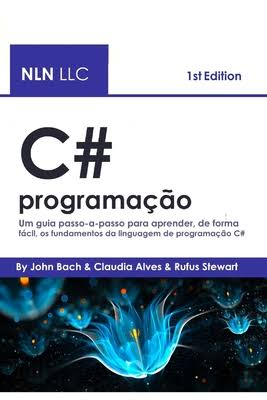 NLN LLC
1st Edition
C#
programação
Um guia passo-a-passo para aprender, de forma
fácil, os fundamentos da linguagem de programação C#
By John Bach & Claudia Alves & Rufus Stewart